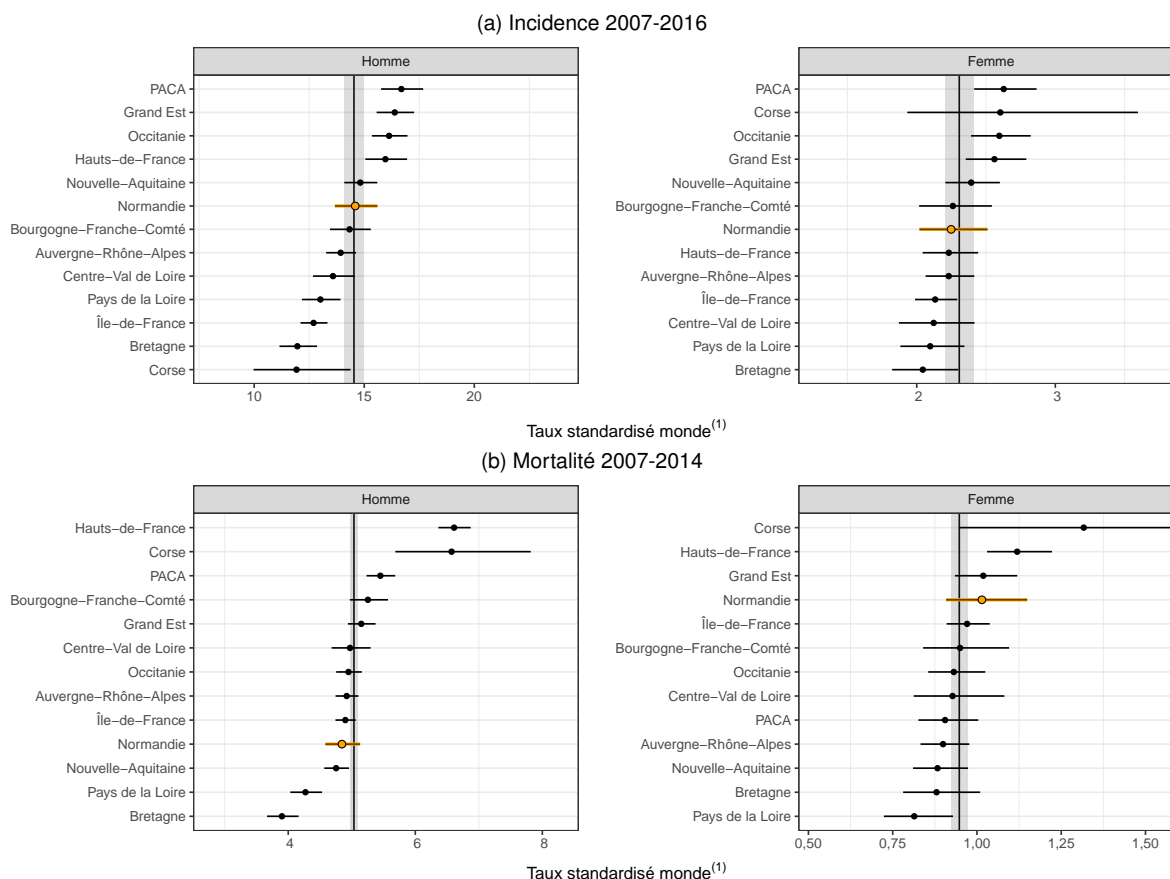 (a) Incidence 2007-2016
Homme
PACA
Grand Est
Occitanie
Hauts−de−France
Nouvelle−Aquitaine
Normandie
Bourgogne−Franche−Comté
Auvergne−Rhône−Alpes
Centre−Val de Loire
Pays de la Loire
Île−de−France
Bretagne
Corse
10 15 20
Femme
PACA
Corse
Occitanie
Grand Est
Nouvelle−Aquitaine
Bourgogne−Franche−Comté
Normandie
Hauts−de−France
Auvergne−Rhône−Alpes
Île−de−France
Centre−Val de Loire
Pays de la Loire
Bretagne
2 3
Taux standardisé monde(1)
(b) Mortalité 2007-2014
Homme
Hauts−de−France
Corse
PACA
Bourgogne−Franche−Comté
Grand Est
Centre−Val de Loire
Occitanie
Auvergne−Rhône−Alpes
Île−de−France
Normandie
Nouvelle−Aquitaine
Pays de la Loire
Bretagne
4 6 8
Femme
Corse
Hauts−de−France
Grand Est
Normandie
Île−de−France
Bourgogne−Franche−Comté
Occitanie
Centre−Val de Loire
PACA
Auvergne−Rhône−Alpes
Nouvelle−Aquitaine
Bretagne
Pays de la Loire
0,50 0,75 1,00 1,25 1,50
Taux standardisé monde(1)